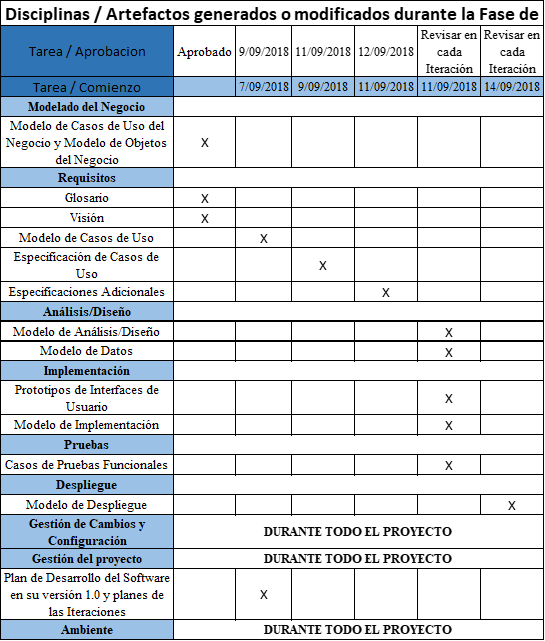 Disciplinas / Artefactos generados o modificados durante la Fase de
Tarea / Aprobacion Aprobado 9/09/2018 11/09/2018 12/09/2018 Revisar en cada Iteración Revisar en cada Iteración
Tarea / Comienzo 7/09/2018 9/09/2018 11/09/2018 11/09/2018 14/09/2018
Modelado del Negocio
Modelo de Casos de Uso del
Negocio y Modelo de Objetos X
del Negocio
Requisitos
Glosario X
Visión X
Modelo de Casos de Uso X
Especificación de Casos de
Uso X
Especificaciones Adicionales X
Análisis/Diseño
Modelo de Análisis/Diseño X
Modelo de Datos X
Implementación
Prototipos de Interfaces de
Usuario X
Modelo de Implementación X
Pruebas
Casos de Pruebas Funcionales X
Despliegue
Modelo de Despliegue X
Gestión de Cambios y
Configuración DURANTE TODO EL PROYECTO
Gestión del proyecto DURANTE TODO EL PROYECTO
Plan de Desarrollo del Software
en su versión 1.0 y planes de X
las Iteraciones
Ambiente DURANTE TODO EL PROYECTO